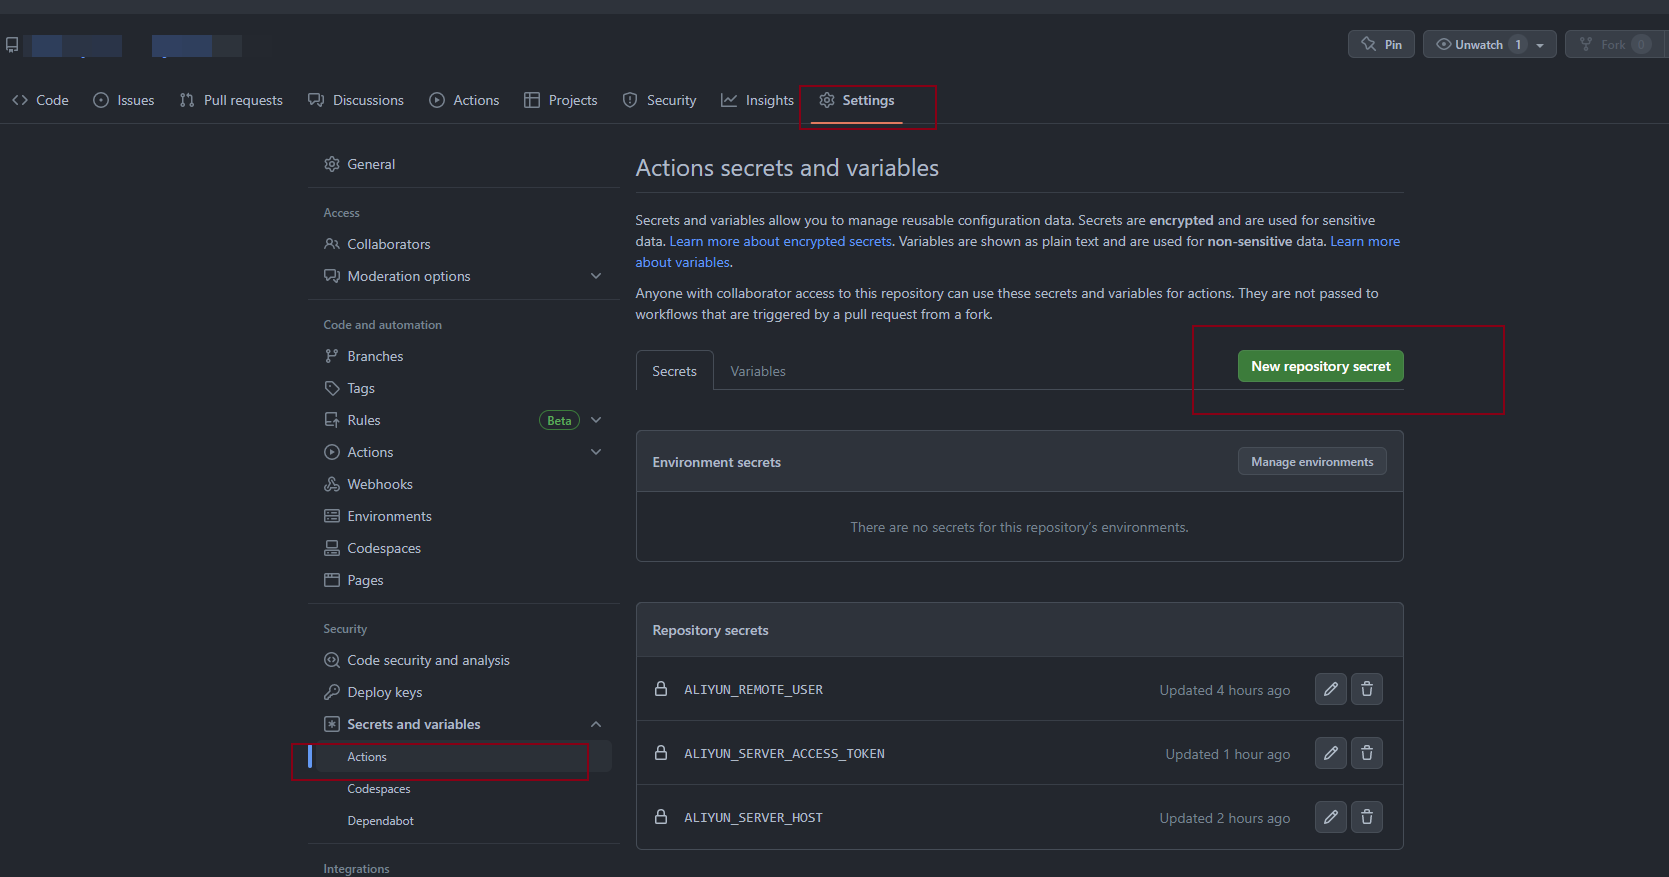 Pin
Unwatch 1
Fork 0
Code
Issues
Pull requests
Discussions
Actions
Projects
Security
Insights
Settings
General
Access
Collaborators
Moderation options
Code and automation
Branches
Tags
Rules Beta
Actions
Webhooks
Environments
Codespaces
Pages
Security
Code security and analysis
Deploy keys
Secrets and variables
Actions
Codespaces
Dependabot
Integrations
Actions secrets and variables
Secrets and variables allow you to manage reusable configuration data. Secrets are encrypted and are used for sensitive
data. Learn more about encrypted secrets. Variables are shown as plain text and are used for non-sensitive data. Learn more
about variables.
Anyone with collaborator access to this repository can use these secrets and variables for actions. They are not passed to
workflows that are triggered by a pull request from a fork.
Secrets
Variables
New repository secret
Environment secrets
Manage environments
There are no secrets for this repository’s environments.
Repository secrets
ALIYUN_REMOTE_USER
Updated 4 hours ago
ALIYUN_SERVER_ACCESS_TOKEN
Updated 1 hour ago
ALIYUN_SERVER_HOST
Updated 2 hours ago